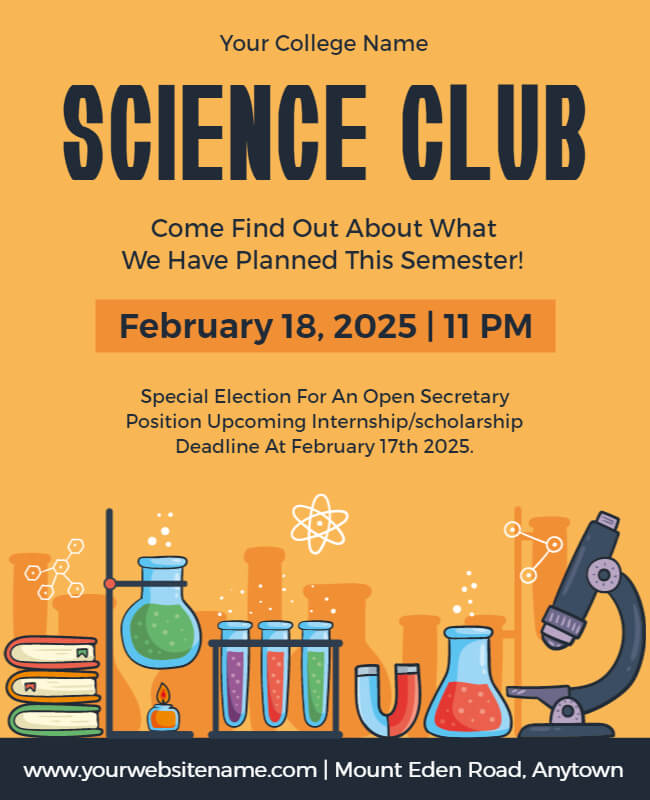 Your College Name
SCIENCE CLUB
Come Find Out About What
We Have Planned This Semester!
February 18, 2025 | 11 PM
Special Election For An Open Secretary
Position Upcoming Internship/scholarship
Deadline At February 17th 2025.
www.yourwebsitename.com | Mount Eden Road, Anytown